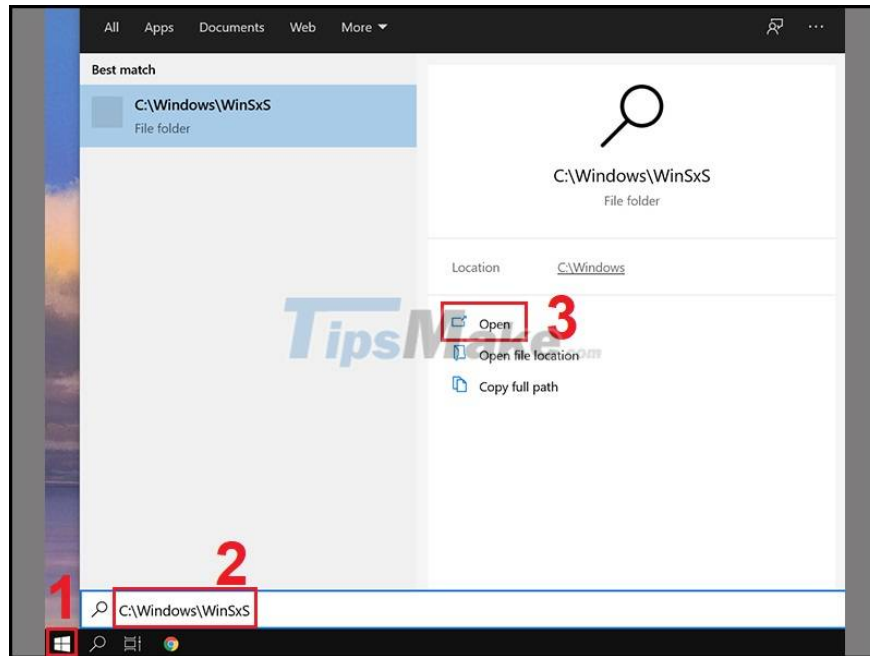 All Apps Documents Web More
Best match
C:\Windows\WinSxS
File folder
C:\Windows\WinSxS
File folder
Location C:\Windows
Open 3
TipsMake.com
Open file location
Copy full path
2
1
C:\Windows\WinSxS